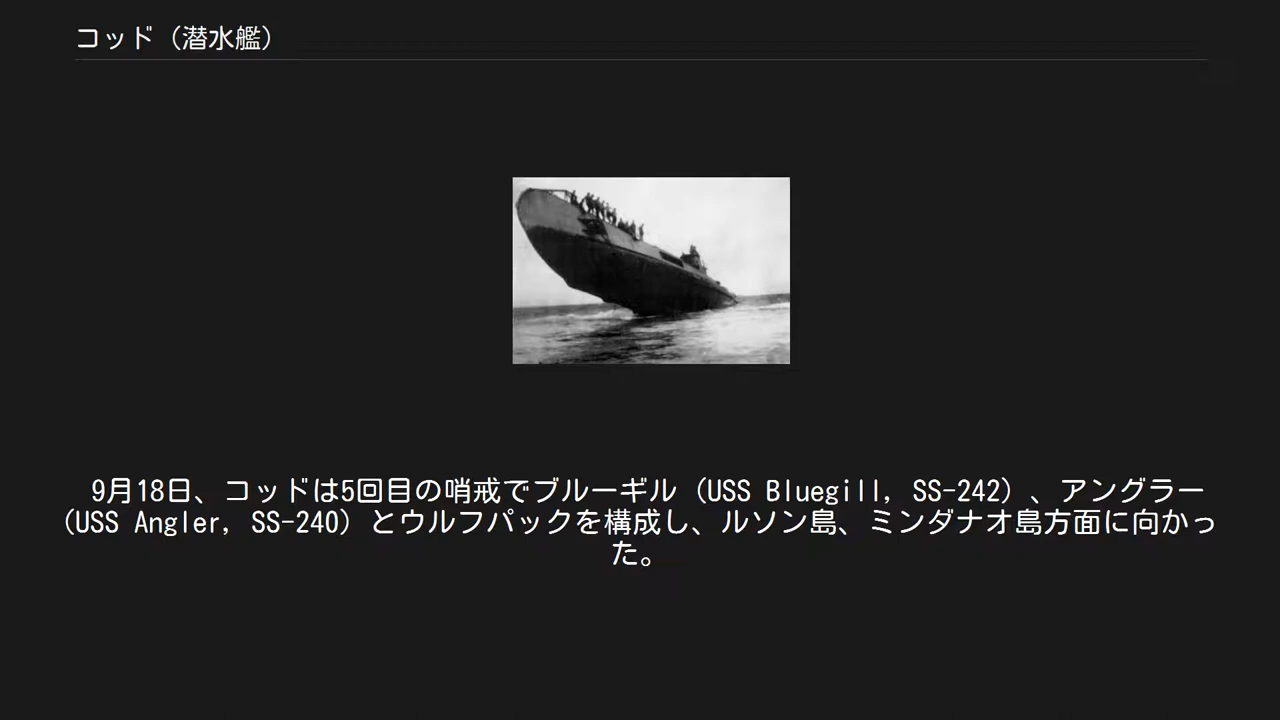 コッド（潜水艦）
9月18日、コッドは5回目の哨戒でブルーギル（USS Bluegill, SS-242）、アングラー
（USS Angler, SS-240）とウルフパックを構成し、ルソン島、ミンダナオ島方面に向かっ
た。